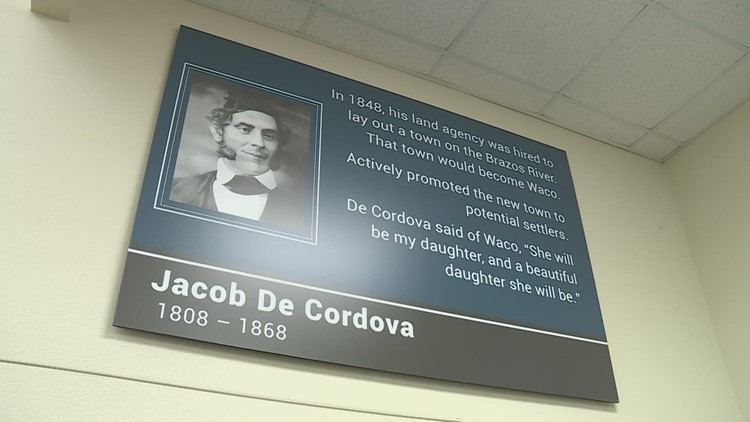 In 1848, his land agency was hired to
lay out a town on the Brazos River.
That town would become Waco.
Actively promoted the new town to
potential settlers.
De Cordova said of Waco, "She will
be my daughter, and a beautiful
daughter she will be."
Jacob De Cordova
1808 – 1868